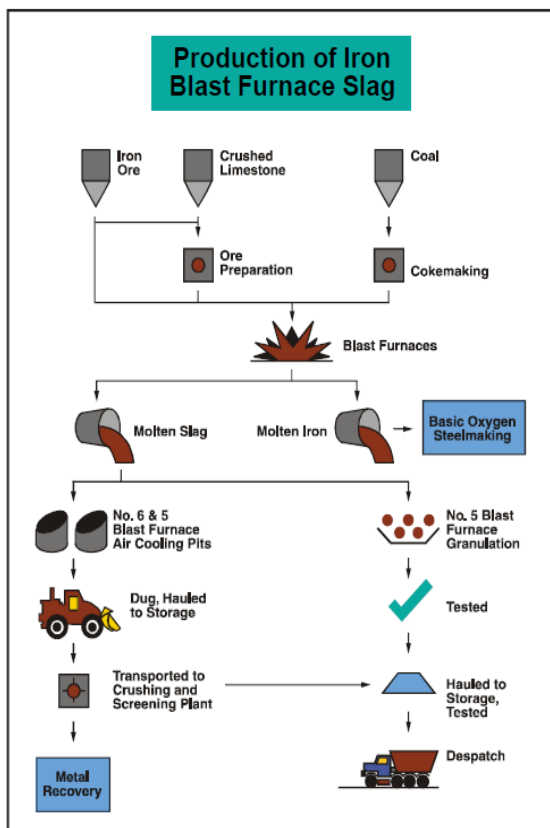 Production of Iron
Blast Furnace Slag
Iron
Ore
Crushed
Limestone
Coal
Ore
Preparation
Cokemaking
Blast Furnaces
Molten Slag
Molten Iron
Basic Oxygen
Steelmaking
No. 6 & 5
Blast Furnace
Air Cooling Pits
No. 5 Blast
Furnace
Granulation
Dug, Hauled
to Storage
Tested
Transported to
Crushing and
Screening Plant
Hauled to
Storage,
Tested
Metal
Recovery
Despatch